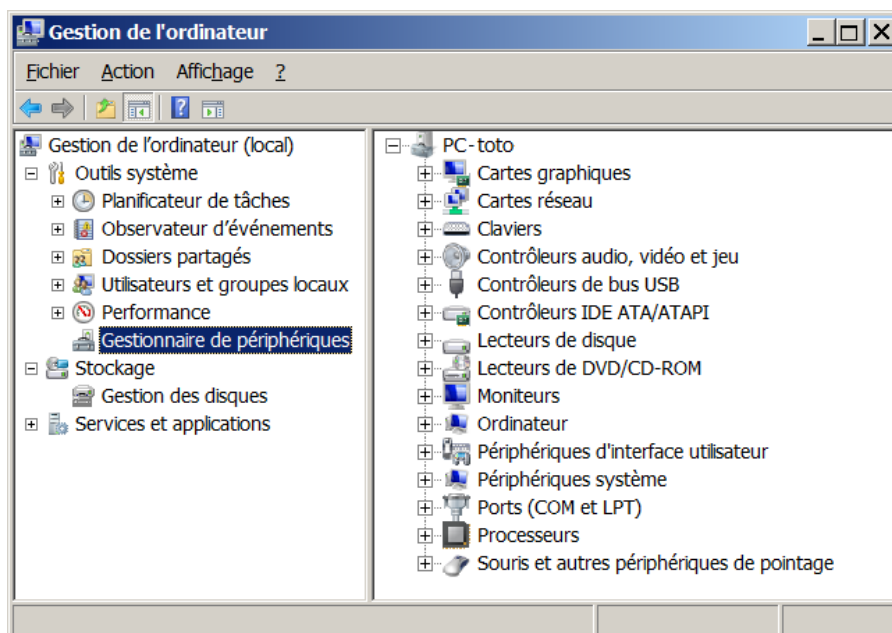 Gestion de l'ordinateur
Fichier Action Affichage ?
Gestion de l’ordinateur (local)
Outils système
Planificateur de tâches
Observateur d’événements
Dossiers partagés
Utilisateurs et groupes locaux
Performance
Gestionnaire de périphériques
Stockage
Gestion des disques
Services et applications
PC-toto
Cartes graphiques
Cartes réseau
Claviers
Contrôleurs audio, vidéo et jeu
Contrôleurs de bus USB
Contrôleurs IDE ATA/ATAPI
Lecteurs de disque
Lecteurs de DVD/CD-ROM
Moniteurs
Ordinateur
Périphériques d'interface utilisateur
Périphériques système
Ports (COM et LPT)
Processeurs
Souris et autres périphériques de pointage